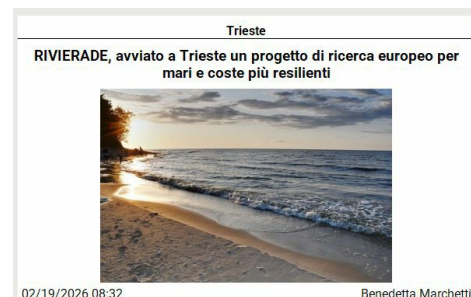 Trieste
RIVIERADE, avviato a Trieste un progetto di ricerca europeo per
mari e coste più resilienti
02/19/2026 08:32
Benedetta Marchetti